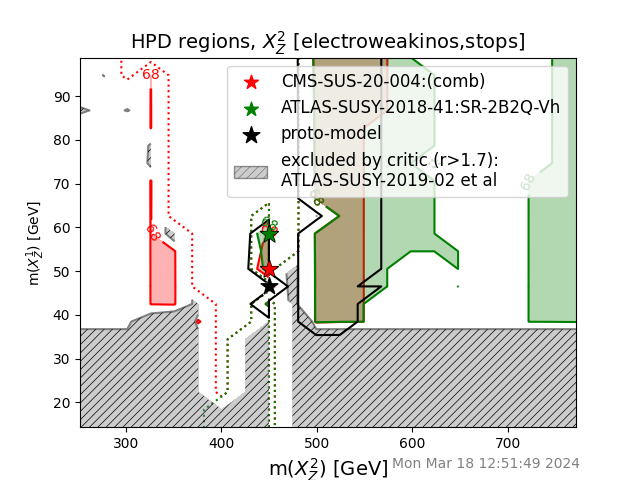 HPD regions, $X_Z^2$ [electroweakinos,stops]
CMS-SUS-20-004:(comb)
ATLAS-SUSY-2018-41:SR-2B2Q-Vh
proto-model
excluded by critic (r>1.7):
ATLAS-SUSY-2019-02 et al
68
68
68
90
80
70
60
50
40
30
20
m($X_Z^1$) [GeV]
300 400 500 600 700
m($X_Z^2$) [GeV]
Mon Mar 18 12:51:49 2024